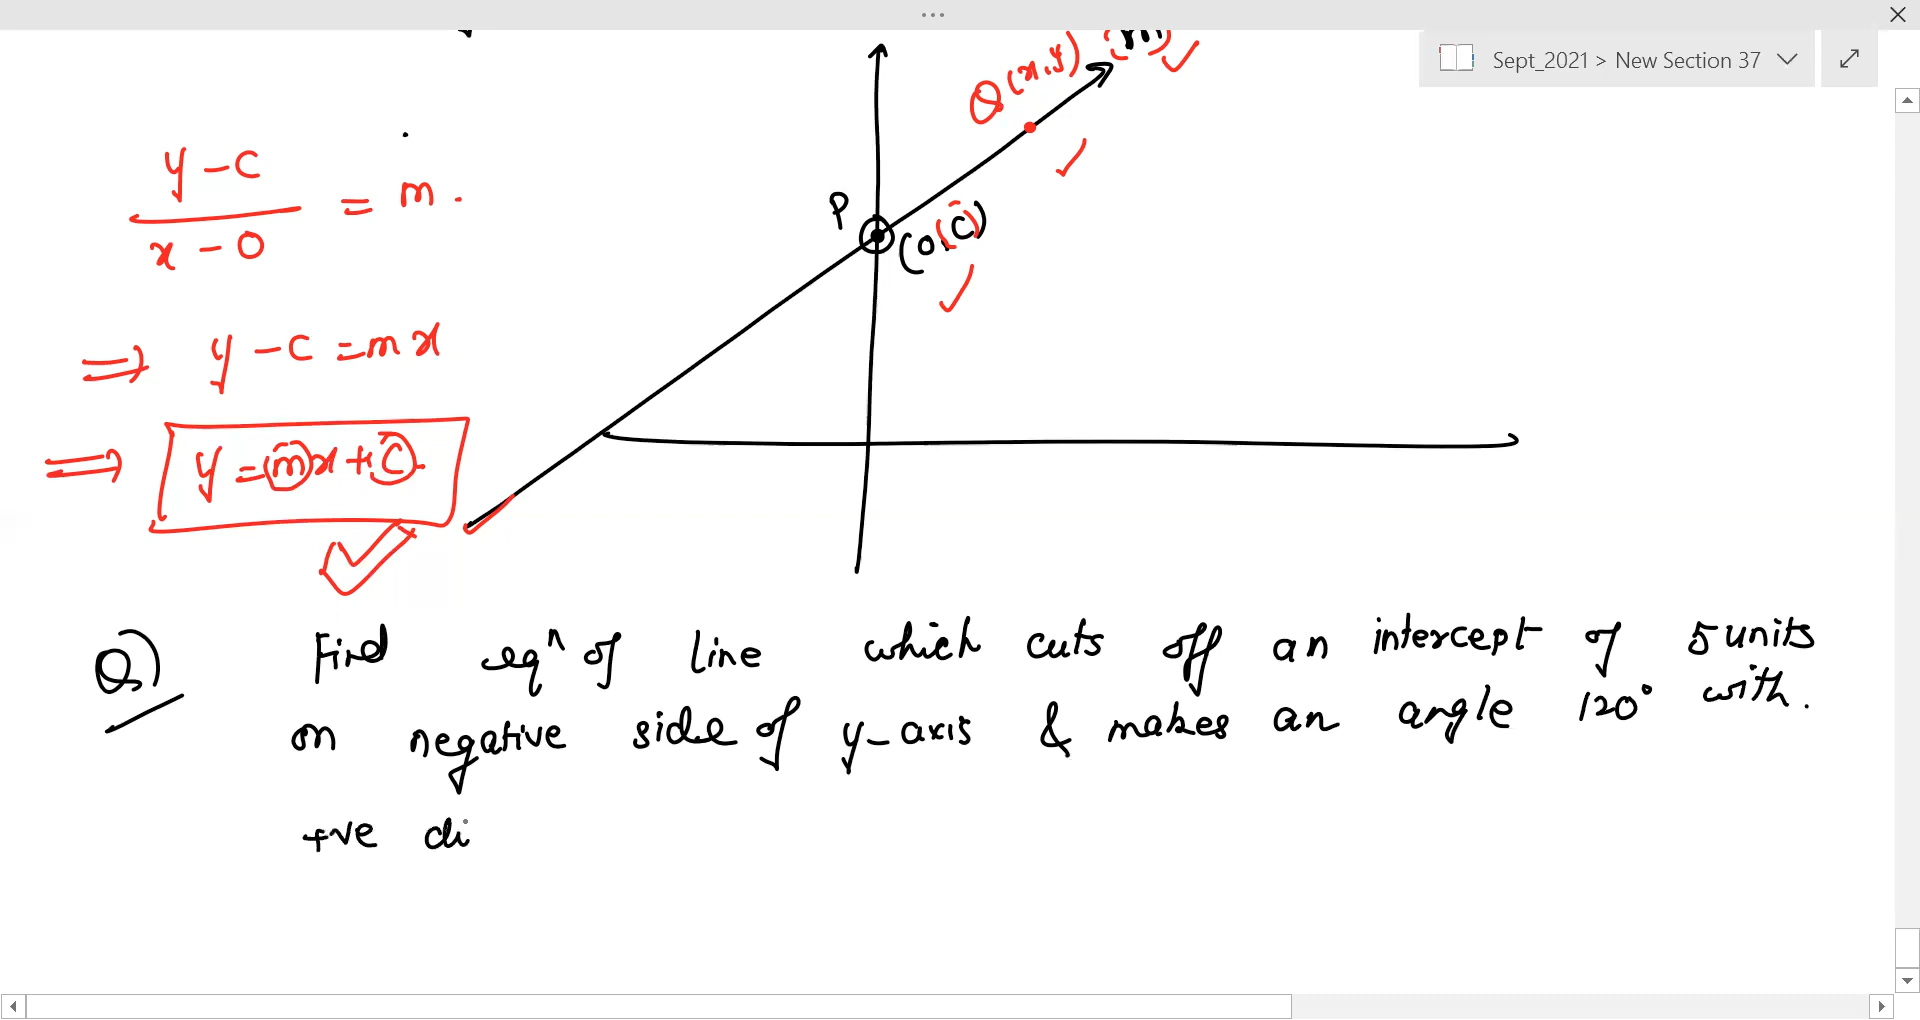 Sept_2021 > New Section 37
Q(x,y) (m)
P
(0,C)
y-C
x-0
= m.
⇒ y-c=mx
⇒ y=mx+C.
Q) Find eqⁿ of line which cuts off an intercept of 5 units
on negative side of y-axis & makes an angle 120° with.
+ve di